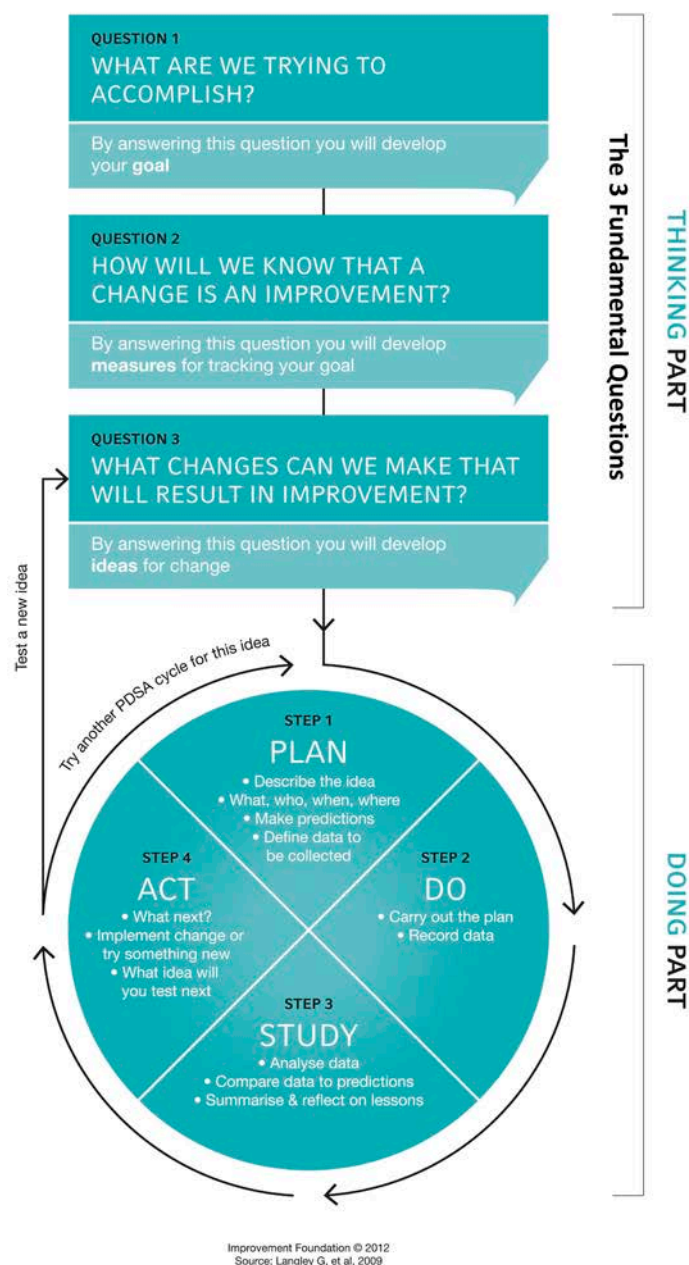 QUESTION 1
WHAT ARE WE TRYING TO
ACCOMPLISH?
By answering this question you will develop
your goal
QUESTION 2
HOW WILL WE KNOW THAT A
CHANGE IS AN IMPROVEMENT?
By answering this question you will develop
measures for tracking your goal
QUESTION 3
WHAT CHANGES CAN WE MAKE THAT
WILL RESULT IN IMPROVEMENT?
By answering this question you will develop
ideas for change
The 3 Fundamental Questions
THINKING PART
Test a new idea
Try another PDSA cycle for this idea
STEP 1
PLAN
• Describe the idea
• What, who, when, where
• Make predictions
• Define data to
be collected
STEP 2
DO
• Carry out the plan
• Record data
STEP 3
STUDY
• Analyse data
• Compare data to predictions
• Summarise & reflect on lessons
STEP 4
ACT
• What next?
• Implement change or
try something new
• What idea will
you test next
DOING PART
Improvement Foundation © 2012
Source: Langley G, et al, 2009